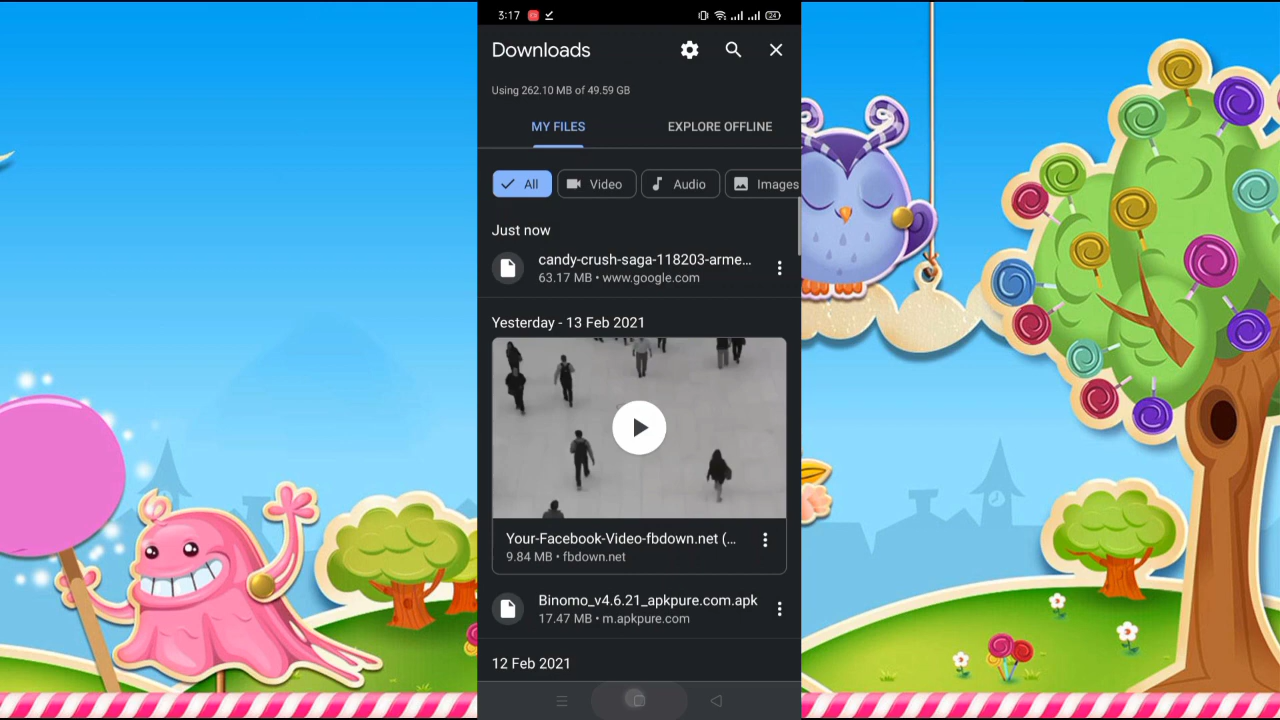 3:17
24
Downloads
Using 262.10 MB of 49.59 GB
MY FILES
EXPLORE OFFLINE
All
Video
Audio
Images
Just now
candy-crush-saga-118203-arme...
63.17 MB • www.google.com
Yesterday - 13 Feb 2021
Your-Facebook-Video-fbdown.net (...
9.84 MB • fbdown.net
Binomo_v4.6.21_apkpure.com.apk
17.47 MB • m.apkpure.com
12 Feb 2021